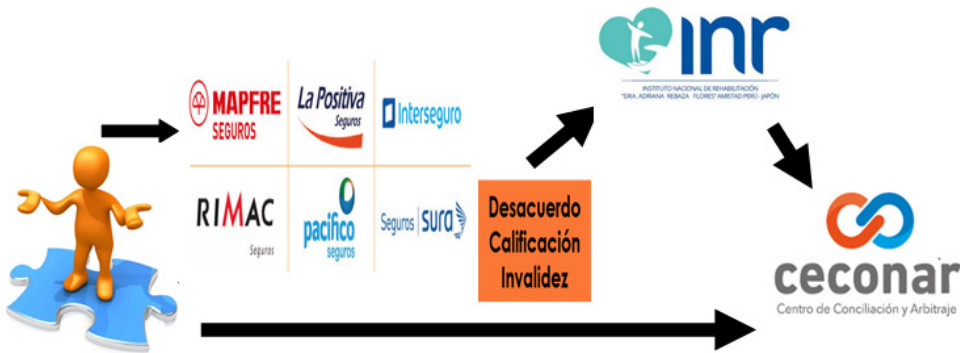 MAPFRE
SEGUROS
La Positiva
Seguros
Interseguro
RIMAC
Seguros
pacífico
seguros
Seguros sura
Desacuerdo
Calificación
Invalidez
inr
INSTITUTO NACIONAL DE REHABILITACIÓN
"DRA. ADRIANA REBAZA FLORES" AMISTAD PERÚ - JAPÓN
ceconar
Centro de Conciliación y Arbitraje